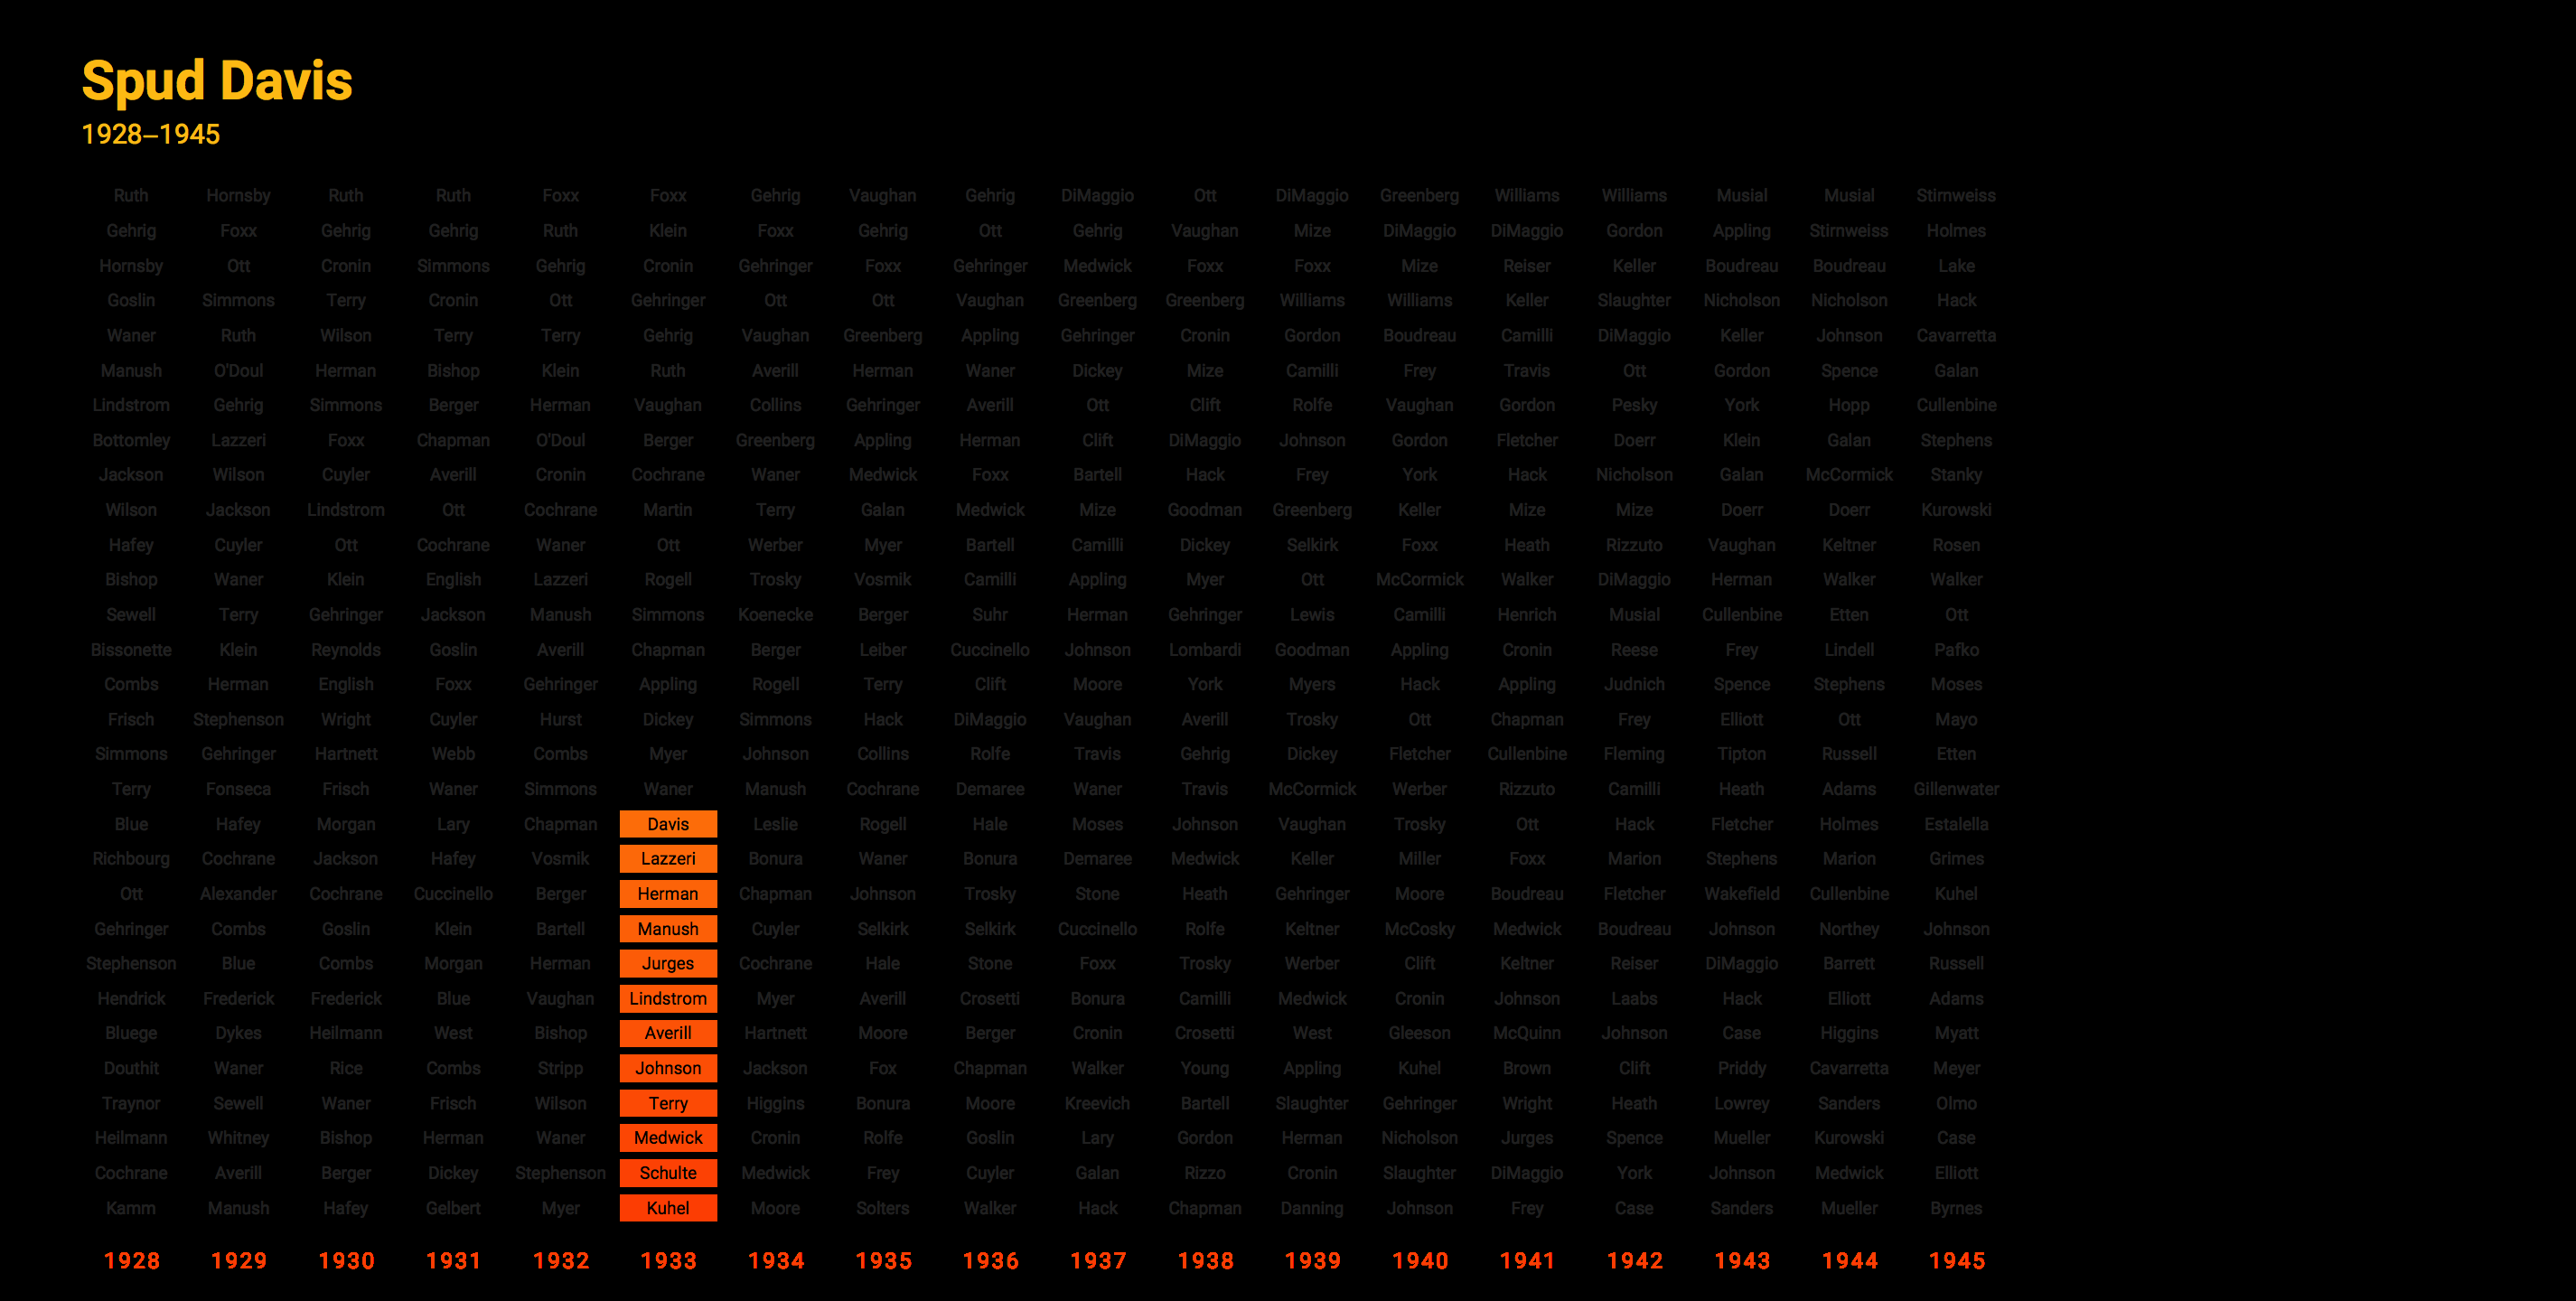 Spud Davis
1928–1945
Ruth Hornsby Ruth Ruth Foxx Foxx Gehrig Vaughan Gehrig DiMaggio Ott DiMaggio Greenberg Williams Williams Musial Musial Stirnweiss
Gehrig Foxx Gehrig Gehrig Ruth Klein Foxx Gehrig Ott Gehrig Vaughan Mize DiMaggio DiMaggio Gordon Appling Stirnweiss Holmes
Hornsby Ott Cronin Simmons Gehrig Cronin Gehringer Foxx Gehringer Medwick Foxx Foxx Mize Reiser Keller Boudreau Boudreau Lake
Goslin Simmons Terry Cronin Ott Gehringer Ott Ott Vaughan Greenberg Greenberg Williams Williams Keller Slaughter Nicholson Nicholson Hack
Waner Ruth Wilson Terry Terry Gehrig Vaughan Greenberg Appling Gehringer Cronin Gordon Boudreau Camilli DiMaggio Keller Johnson Cavarretta
Manush O'Doul Herman Bishop Klein Ruth Averill Herman Waner Dickey Mize Camilli Frey Travis Ott Gordon Spence Galan
Lindstrom Gehrig Simmons Berger Herman Vaughan Collins Gehringer Averill Ott Clift Rolfe Vaughan Gordon Pesky York Hopp Cullenbine
Bottomley Lazzeri Foxx Chapman O'Doul Berger Greenberg Appling Herman Clift DiMaggio Johnson Gordon Fletcher Doerr Klein Galan Stephens
Jackson Wilson Cuyler Averill Cronin Cochrane Waner Medwick Foxx Bartell Hack Frey York Hack Nicholson Galan McCormick Stanky
Wilson Jackson Lindstrom Ott Cochrane Martin Terry Galan Medwick Mize Goodman Greenberg Keller Mize Mize Doerr Doerr Kurowski
Hafey Cuyler Ott Cochrane Waner Ott Werber Myer Bartell Camilli Dickey Selkirk Foxx Heath Rizzuto Vaughan Keltner Rosen
Bishop Waner Klein English Lazzeri Rogell Trosky Vosmik Camilli Appling Myer Ott McCormick Walker DiMaggio Herman Walker Walker
Sewell Terry Gehringer Jackson Manush Simmons Koenecke Berger Suhr Herman Gehringer Lewis Camilli Henrich Musial Cullenbine Etten Ott
Bissonette Klein Reynolds Goslin Averill Chapman Berger Leiber Cuccinello Johnson Lombardi Goodman Appling Cronin Reese Frey Lindell Pafko
Combs Herman English Foxx Gehringer Appling Rogell Terry Clift Moore York Myers Hack Appling Judnich Spence Stephens Moses
Frisch Stephenson Wright Cuyler Hurst Dickey Simmons Hack DiMaggio Vaughan Averill Trosky Ott Chapman Frey Elliott Ott Mayo
Simmons Gehringer Hartnett Webb Combs Myer Johnson Collins Rolfe Travis Gehrig Dickey Fletcher Cullenbine Fleming Tipton Russell Etten
Terry Fonseca Frisch Waner Simmons Waner Manush Cochrane Demaree Waner Travis McCormick Werber Rizzuto Camilli Heath Adams Gillenwater
Blue Hafey Morgan Lary Chapman Davis Leslie Rogell Hale Moses Johnson Vaughan Trosky Ott Hack Fletcher Holmes Estalella
Richbourg Cochrane Jackson Hafey Vosmik Lazzeri Bonura Waner Bonura Demaree Medwick Keller Miller Foxx Marion Stephens Marion Grimes
Ott Alexander Cochrane Cuccinello Berger Herman Chapman Johnson Trosky Stone Heath Gehringer Moore Boudreau Fletcher Wakefield Cullenbine Kuhel
Gehringer Combs Goslin Klein Bartell Manush Cuyler Selkirk Selkirk Cuccinello Rolfe Keltner McCosky Medwick Boudreau Johnson Northey Johnson
Stephenson Blue Combs Morgan Herman Jurges Cochrane Hale Stone Foxx Trosky Werber Clift Keltner Reiser DiMaggio Barrett Russell
Hendrick Frederick Frederick Blue Vaughan Lindstrom Myer Averill Crosetti Bonura Camilli Medwick Cronin Johnson Laabs Hack Elliott Adams
Bluege Dykes Heilmann West Bishop Averill Hartnett Moore Berger Cronin Crosetti West Gleeson McQuinn Johnson Case Higgins Myatt
Douthit Waner Rice Combs Stripp Johnson Jackson Fox Chapman Walker Young Appling Kuhel Brown Clift Priddy Cavarretta Meyer
Traynor Sewell Waner Frisch Wilson Terry Higgins Bonura Moore Kreevich Bartell Slaughter Gehringer Wright Heath Lowrey Sanders Olmo
Heilmann Whitney Bishop Herman Waner Medwick Cronin Rolfe Goslin Lary Gordon Herman Nicholson Jurges Spence Mueller Kurowski Case
Cochrane Averill Berger Dickey Stephenson Schulte Medwick Frey Cuyler Galan Rizzo Cronin Slaughter DiMaggio York Johnson Medwick Elliott
Kamm Manush Hafey Gelbert Myer Kuhel Moore Solters Walker Hack Chapman Danning Johnson Frey Case Sanders Mueller Byrnes
1928 1929 1930 1931 1932 1933 1934 1935 1936 1937 1938 1939 1940 1941 1942 1943 1944 1945